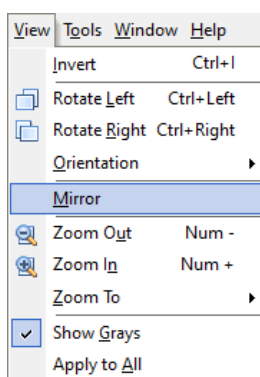 View Tools Window Help
Invert Ctrl+I
Rotate Left Ctrl+Left
Rotate Right Ctrl+Right
Orientation
Mirror
Zoom Out Num -
Zoom In Num +
Zoom To
Show Grays
Apply to All